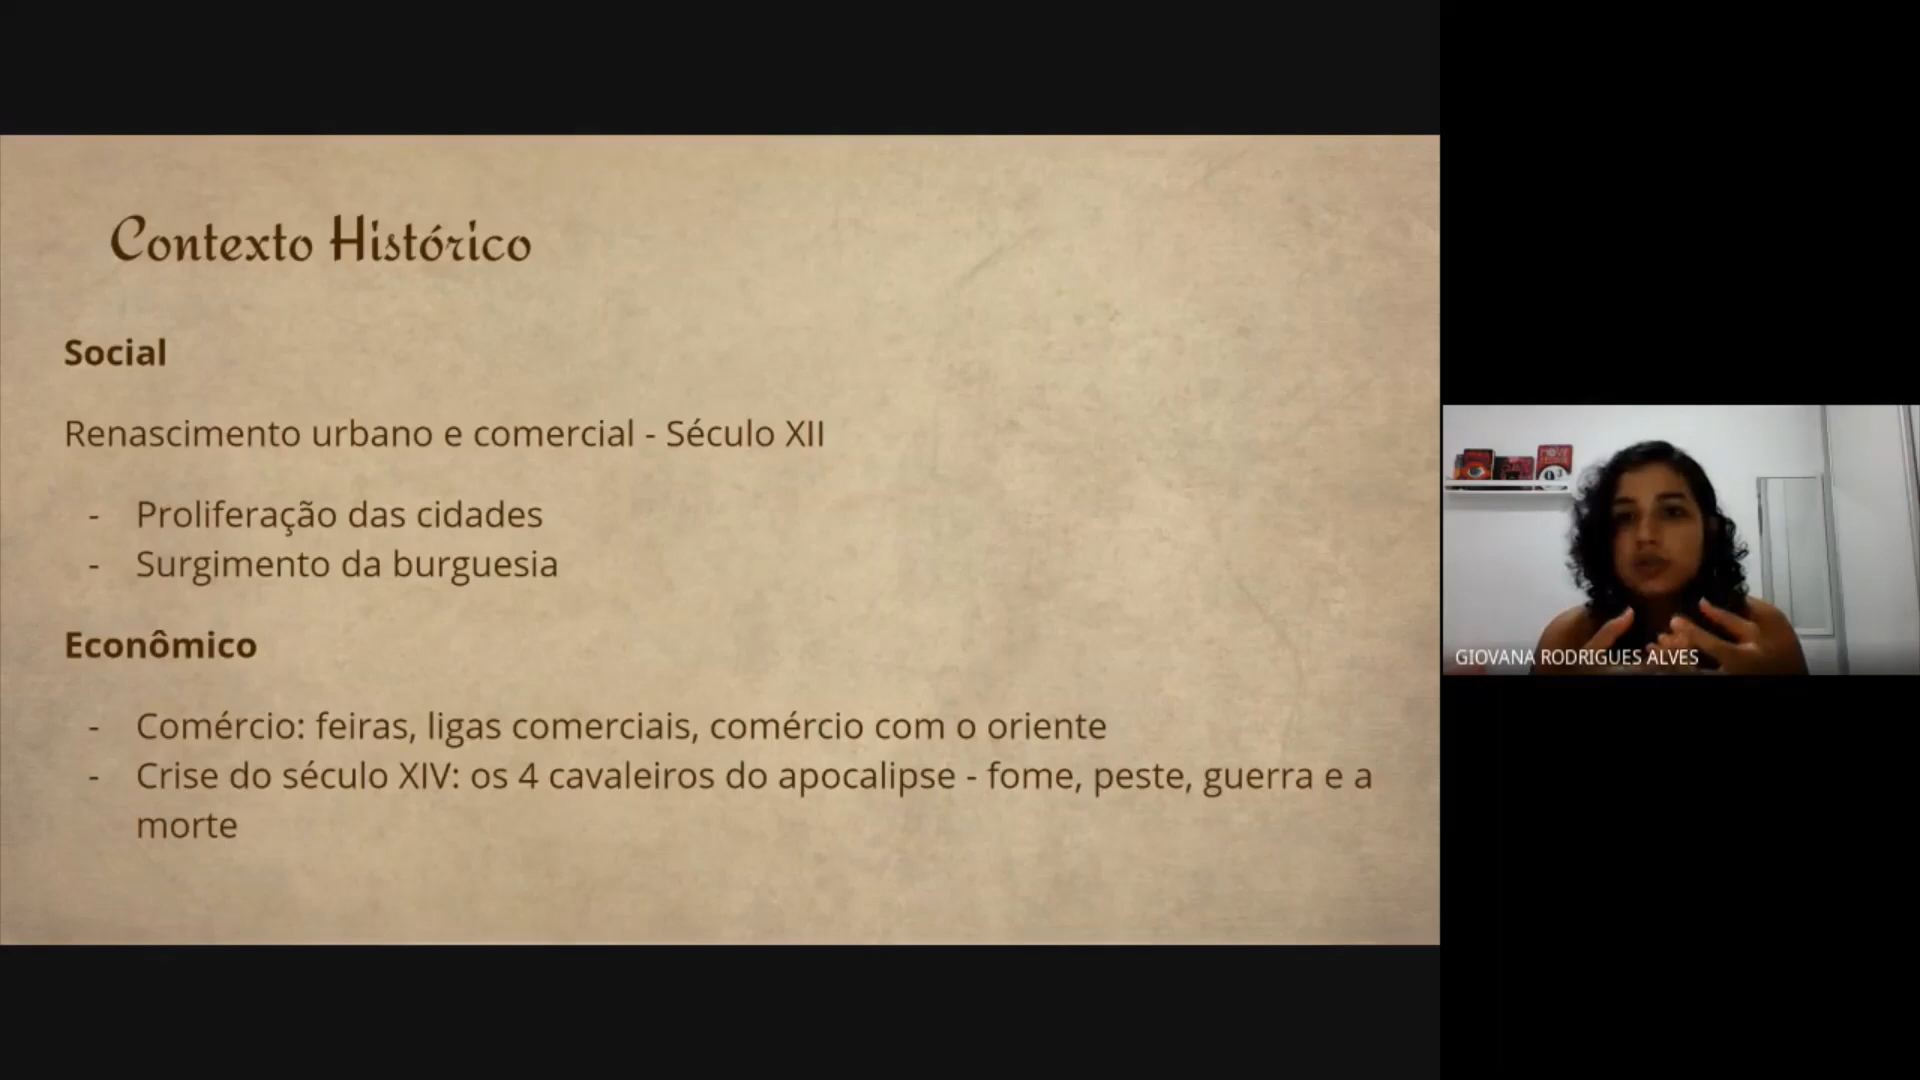 Contexto Histórico
Social
Renascimento urbano e comercial - Século XII
- Proliferação das cidades
- Surgimento da burguesia
Econômico
- Comércio: feiras, ligas comerciais, comércio com o oriente
- Crise do século XIV: os 4 cavaleiros do apocalipse - fome, peste, guerra e a
morte
GIOVANA RODRIGUES ALVES